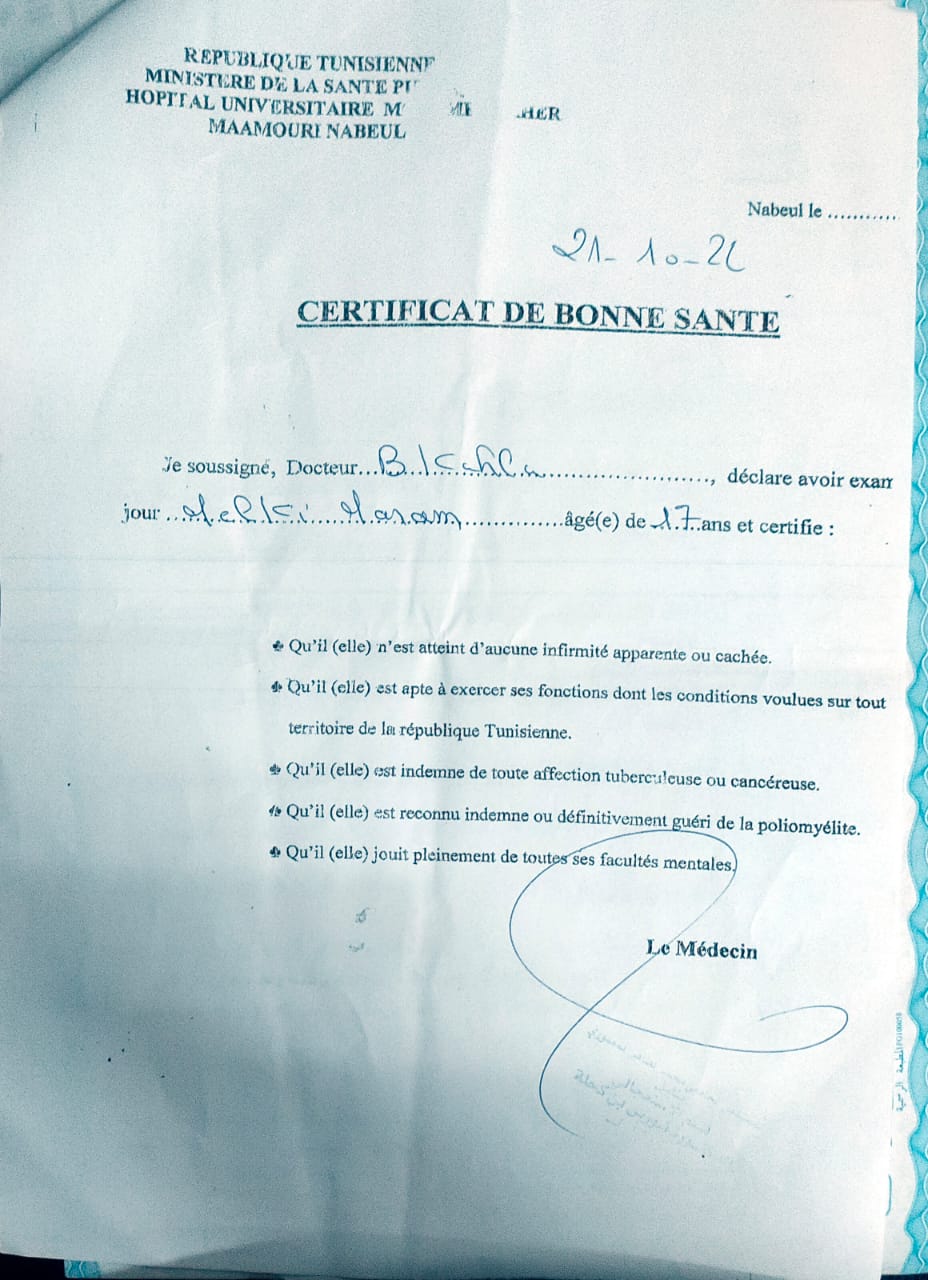 REPUBLIQUE TUNISIENNE
MINISTERE DE LA SANTE
HOPITAL UNIVERSITAIRE
MAAMOURI NABEUL
Nabeul le ...........
21-10-2
CERTIFICAT DE BONNE SANTE
Je soussigné, Docteur..., déclare avoir exam
jour ...Melki Maram.............âgé(e) de 17 ans et certifie :
Qu'il (elle) n'est atteint d'aucune infirmité apparente ou cachée.
Qu'il (elle) est apte à exercer ses fonctions dont les conditions voulues sur tout
territoire de la république Tunisienne.
Qu'il (elle) est indemne de toute affection tuberculeuse ou cancéreuse.
Qu'il (elle) est reconnu indemne ou définitivement guéri de la poliomyélite.
Qu'il (elle) jouit pleinement de toutes ses facultés mentales.
Le Médecin